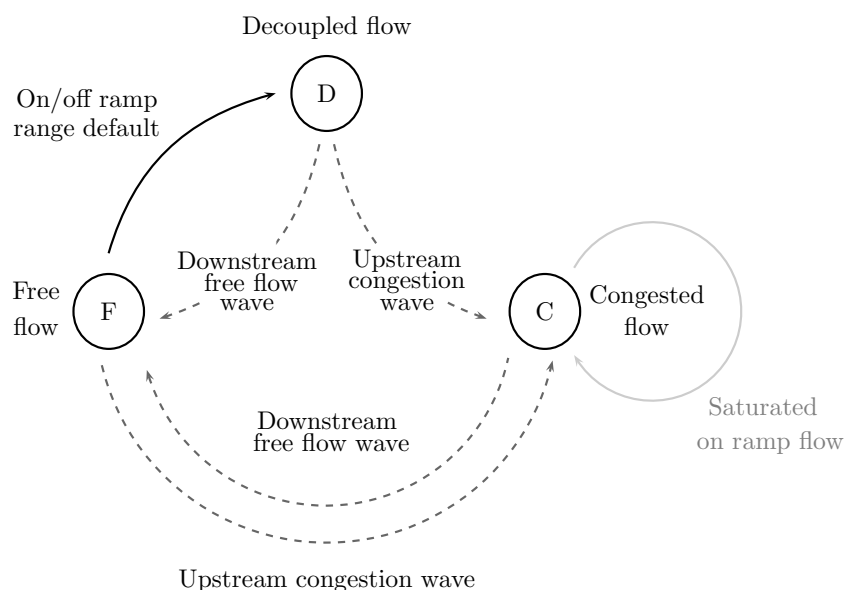 Decoupled flow
D
On/off ramp
range default
Downstream
free flow
wave
Upstream
congestion
wave
Free
flow
F
C
Congested
flow
Saturated
on ramp flow
Downstream
free flow wave
Upstream congestion wave